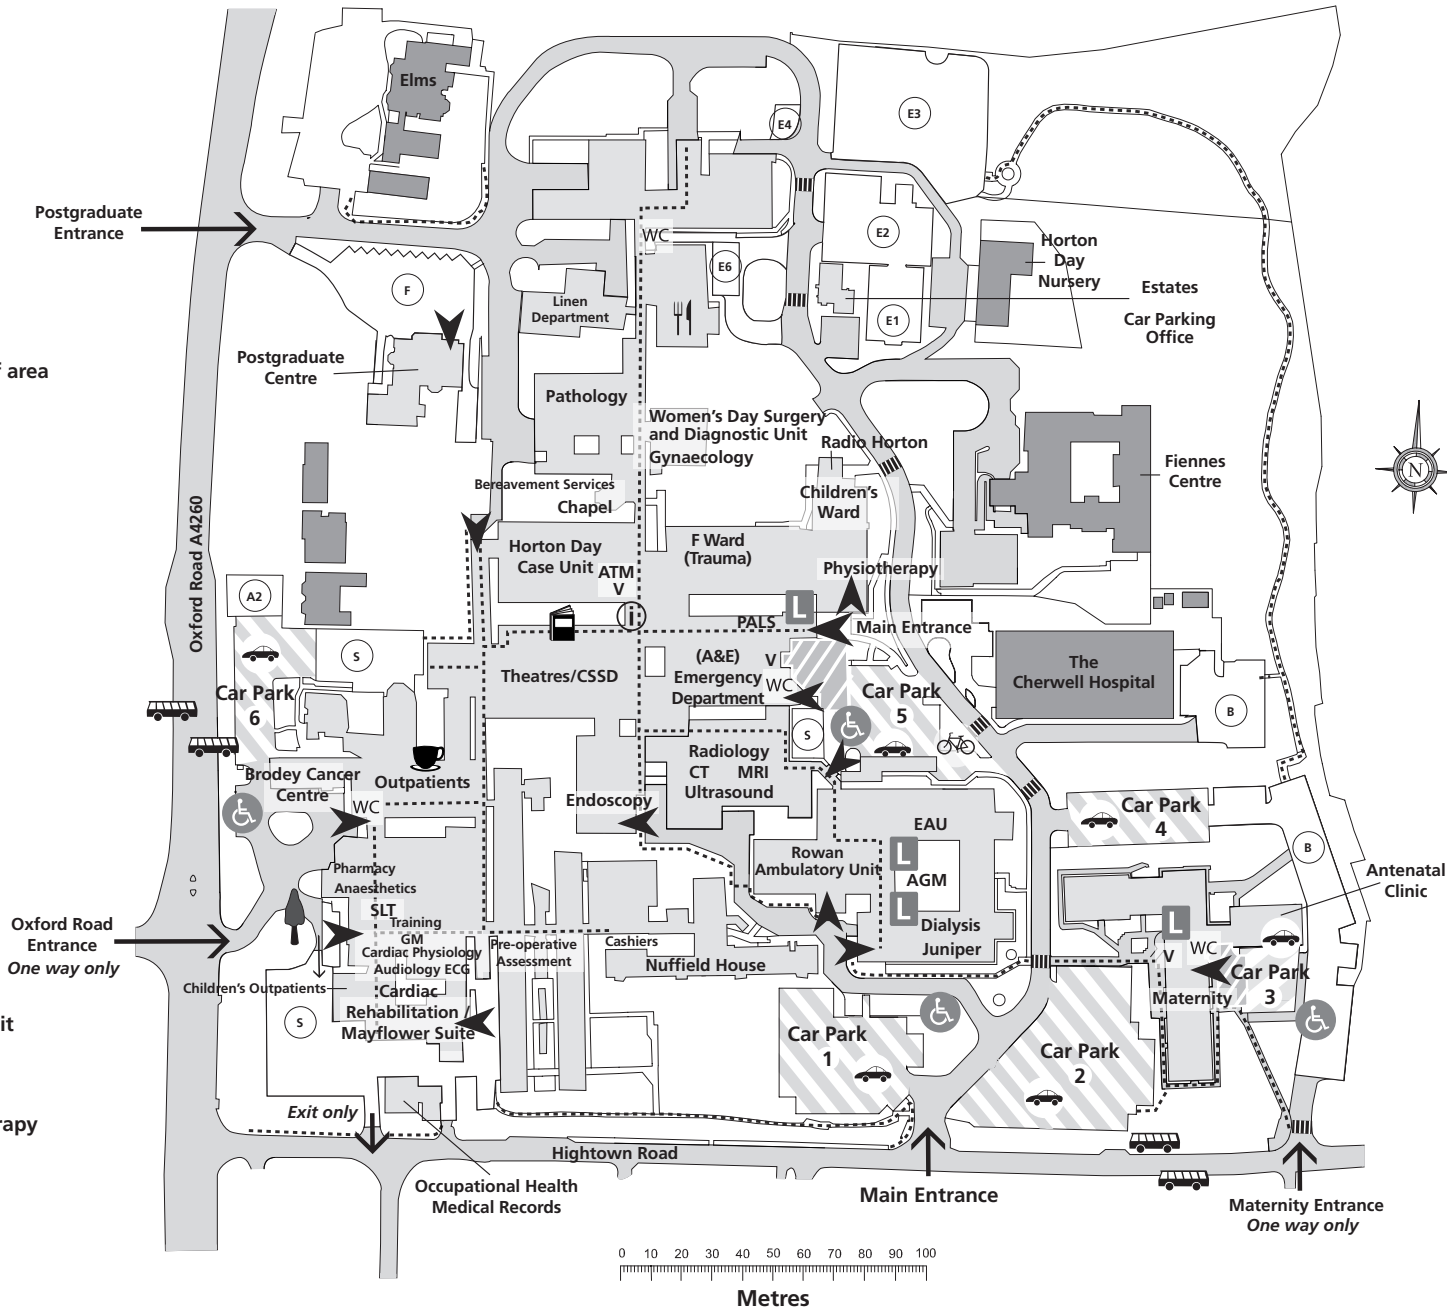 Elms
E4
E3
Postgraduate
Entrance
WC
E2
E6
Horton
Day
Nursery
F
Linen
Department
E1
Estates
Car Parking
Office
Postgraduate
Centre
area
Pathology
Women's Day Surgery
and Diagnostic Unit
Gynaecology
Radio Horton
Bereavement Services
Chapel
Children's
Ward
Fiennes
Centre
N
Oxford Road A4260
Horton Day
Case Unit
ATM
V
F Ward
(Trauma)
Physiotherapy
A2
i
L
PALS
Main Entrance
S
Theatres/CSSD
(A&E)
Emergency
Department
V
WC
The
Cherwell Hospital
Car Park
6
Car Park
5
B
S
Radiology
CT MRI
Ultrasound
Brodey Cancer
Centre
Outpatients
WC
Endoscopy
Car Park
4
EAU
L
Rowan
Ambulatory Unit
AGM
B
Pharmacy
Anaesthetics
SLT
Training
GM
Cardiac Physiology
Audiology ECG
L
Dialysis
Juniper
Antenatal
Clinic
L
WC
V
Oxford Road
Entrance
One way only
Pre-operative
Assessment
Cashiers
Nuffield House
Car Park
3
Maternity
Children's Outpatients
Cardiac
Rehabilitation /
Mayflower Suite
S
it
Car Park
1
Car Park
2
Exit only
rapy
Hightown Road
Occupational Health
Medical Records
Main Entrance
Maternity Entrance
One way only
0 10 20 30 40 50 60 70 80 90 100
Metres